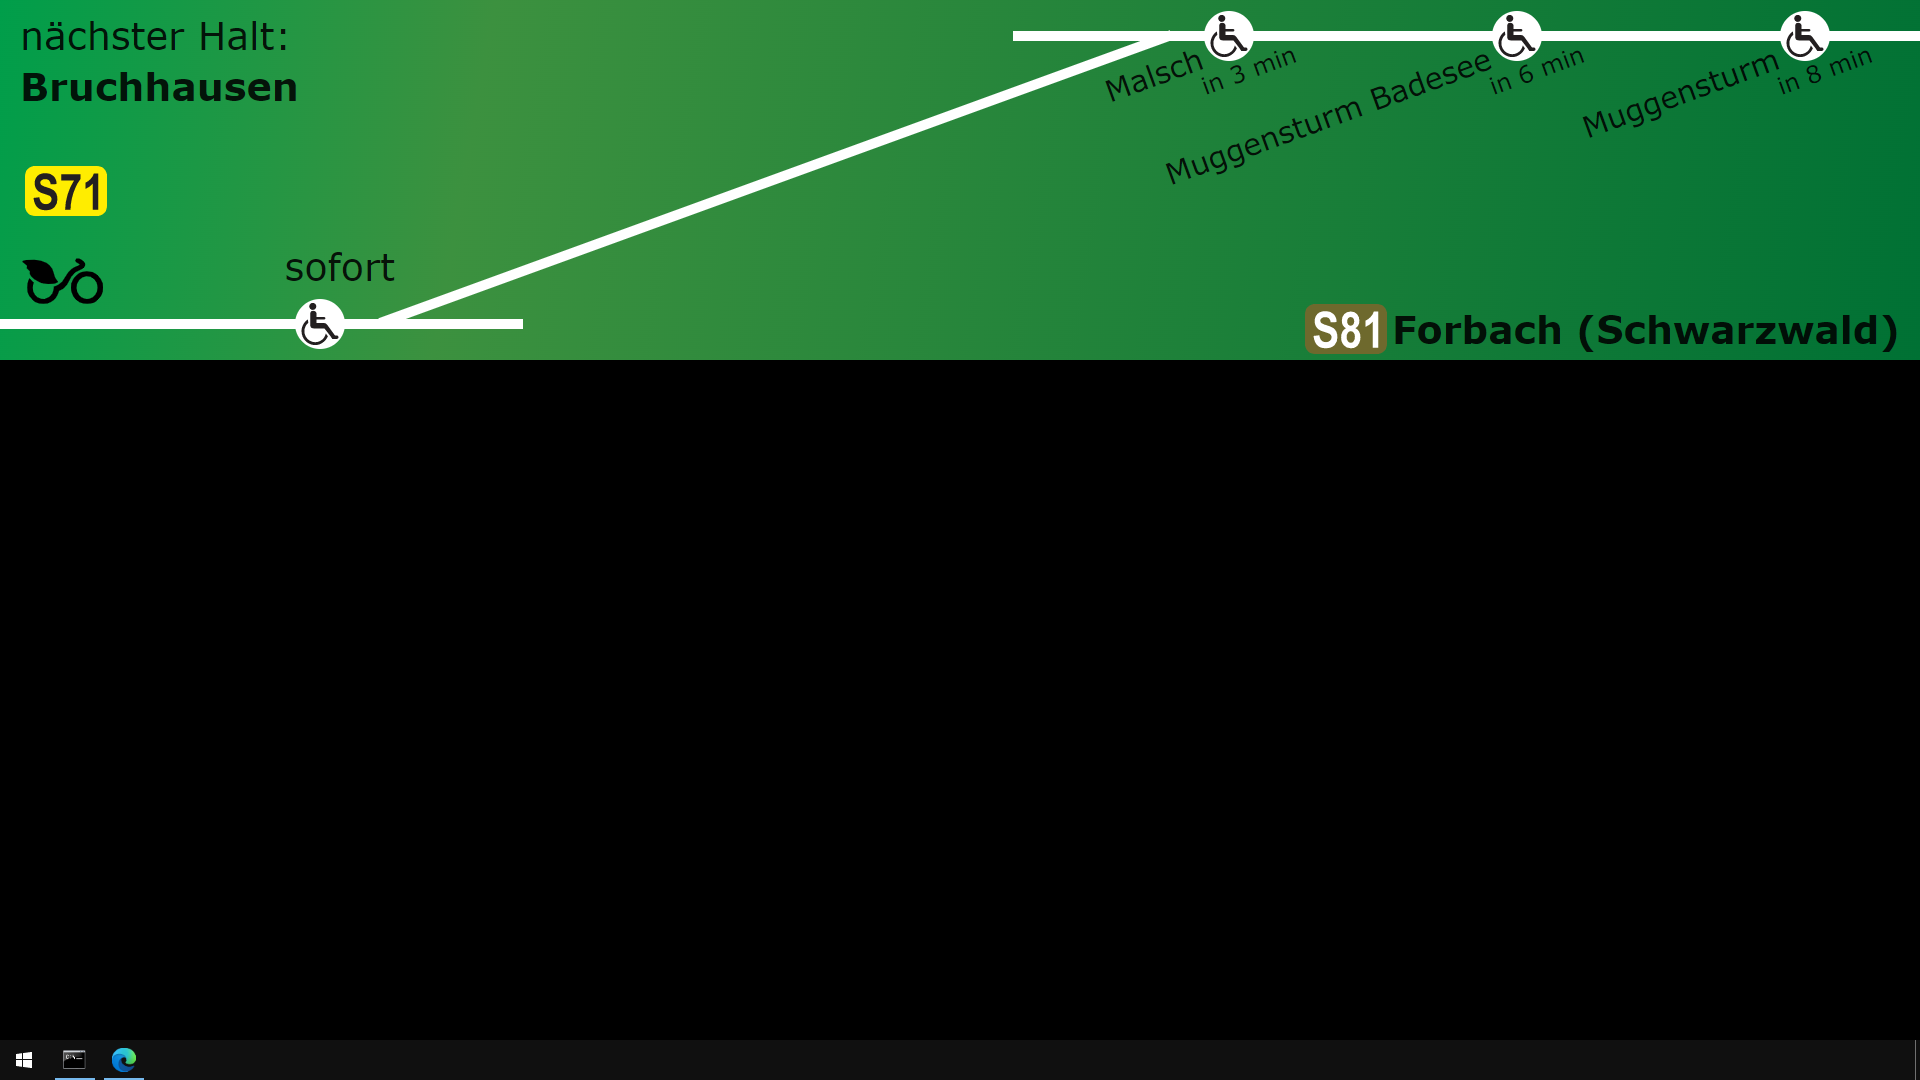 nächster Halt:
Bruchhausen
S71
sofort
Malsch
in 3 min
Muggensturm Badesee
in 6 min
Muggensturm
in 8 min
S81 Forbach (Schwarzwald)